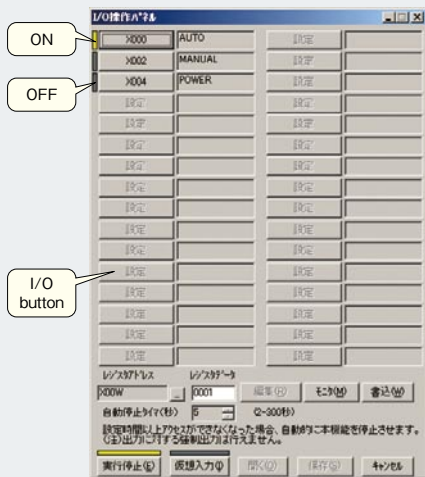 I/O操作パネル
ON
X000 AUTO 設定
X002 MANUAL 設定
OFF
X004 POWER 設定
設定 設定
設定 設定
設定 設定
設定 設定
設定 設定
設定 設定
I/O
button
設定 設定
設定 設定
設定 設定
設定 設定
レジスタアドレス レジスタデータ
X00W ... 0001 編集(R) モニタ(M) 書込(W)
自動停止タイマ(秒) 5 (2~300秒)
設定時間以上アクセスができなくなった場合、自動的に本機能を停止させます。
(注)出力に対する強制出力は行えません。
実行停止(E) 仮想入力(I) 開く(O) 保存(S) キャンセル